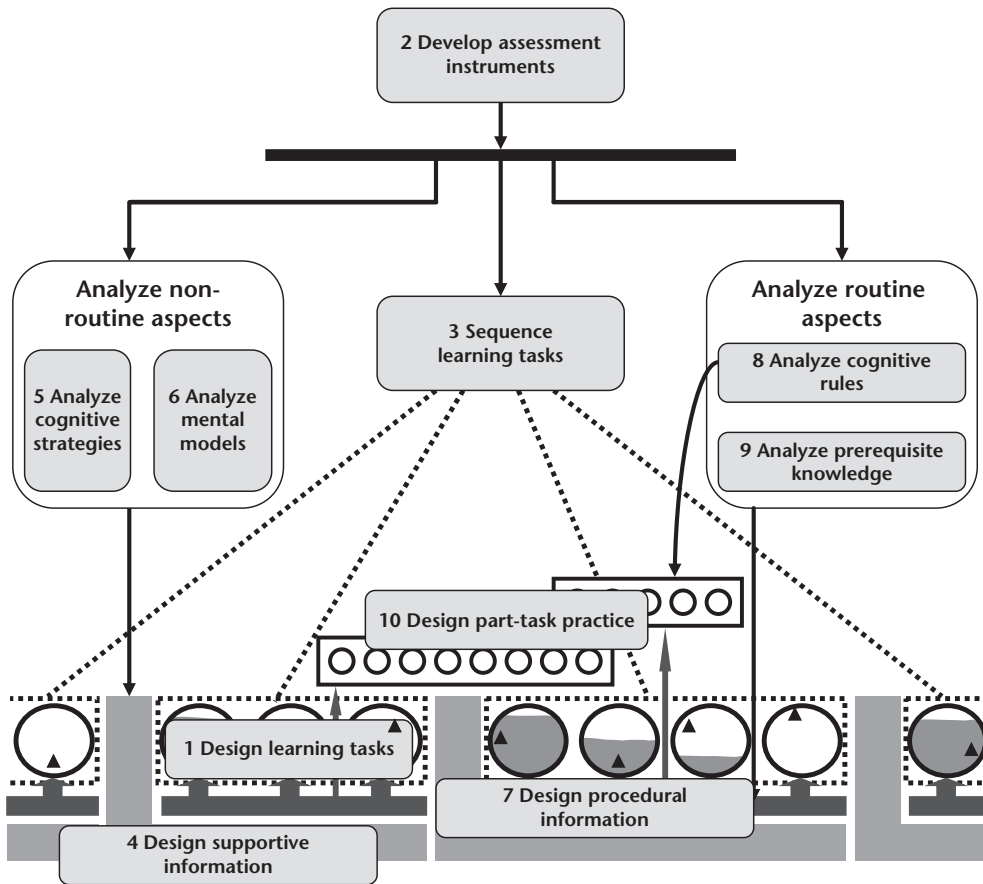 2 Develop assessment
instruments
Analyze non-
routine aspects
5 Analyze
cognitive
strategies
6 Analyze
mental
models
3 Sequence
learning tasks
Analyze routine
aspects
8 Analyze cognitive
rules
9 Analyze prerequisite
knowledge
10 Design part-task practice
1 Design learning tasks
7 Design procedural
information
4 Design supportive
information